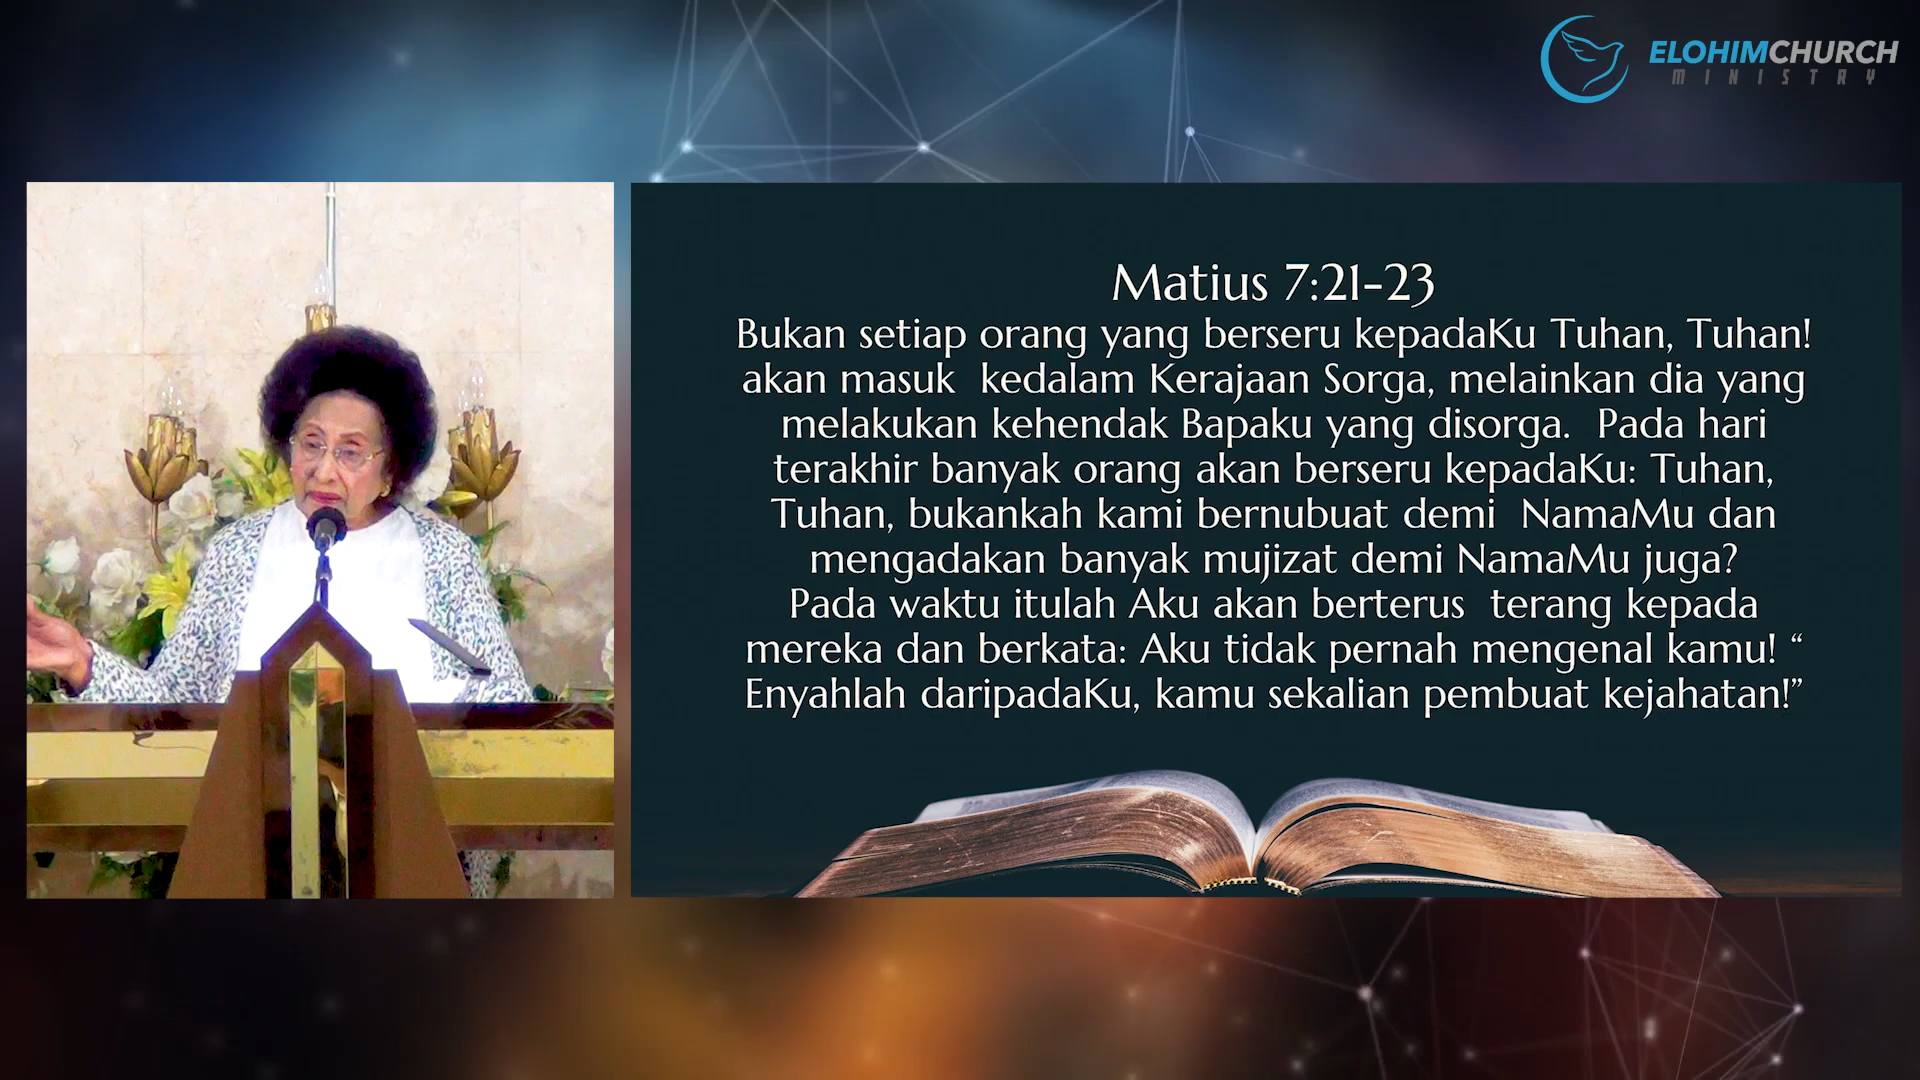 ELOHIMCHURCH
MINISTRY
Matius 7:21-23
Bukan setiap orang yang berseru kepadaKu Tuhan, Tuhan!
akan masuk  kedalam Kerajaan Sorga, melainkan dia yang
melakukan kehendak Bapaku yang disorga.  Pada hari
terakhir banyak orang akan berseru kepadaKu: Tuhan,
Tuhan, bukankah kami bernubuat demi  NamaMu dan
mengadakan banyak mujizat demi NamaMu juga?
Pada waktu itulah Aku akan berterus  terang kepada
mereka dan berkata: Aku tidak pernah mengenal kamu! “
Enyahlah daripadaKu, kamu sekalian pembuat kejahatan!”